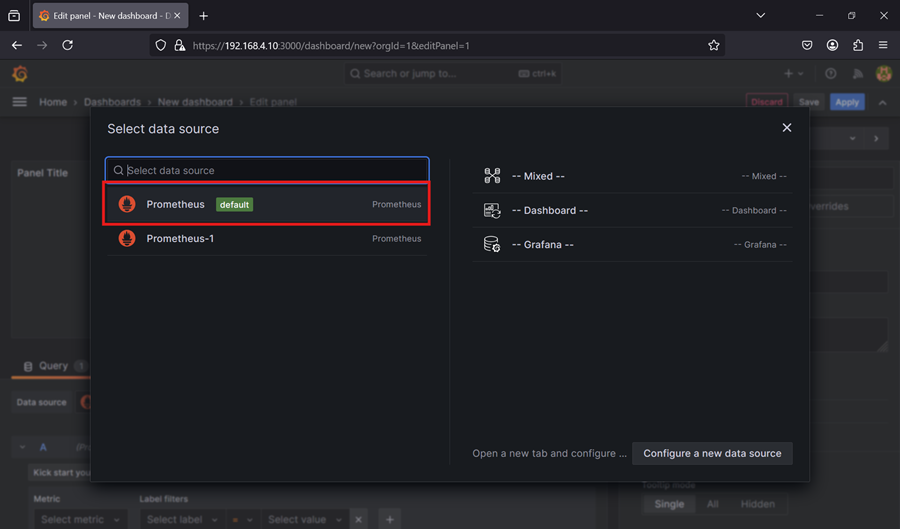 Edit panel - New dashboard - D
https://192.168.4.10:3000/dashboard/new?orgId=1&editPanel=1
Search or jump to...
ctrl+k
Home › Dashboards › New dashboard › Edit panel
Discard
Save
Apply
Select data source
Select data source
Prometheus default Prometheus
Prometheus-1 Prometheus
-- Mixed -- -- Mixed --
-- Dashboard -- -- Dashboard --
-- Grafana -- -- Grafana --
Open a new tab and configure ...
Configure a new data source
Panel Title
verrides
Query 1
Data source
A (Pro
Kick start you
Metric
Label filters
Select metric
Select label
=
Select value
Tooltip mode
Single
All
Hidden